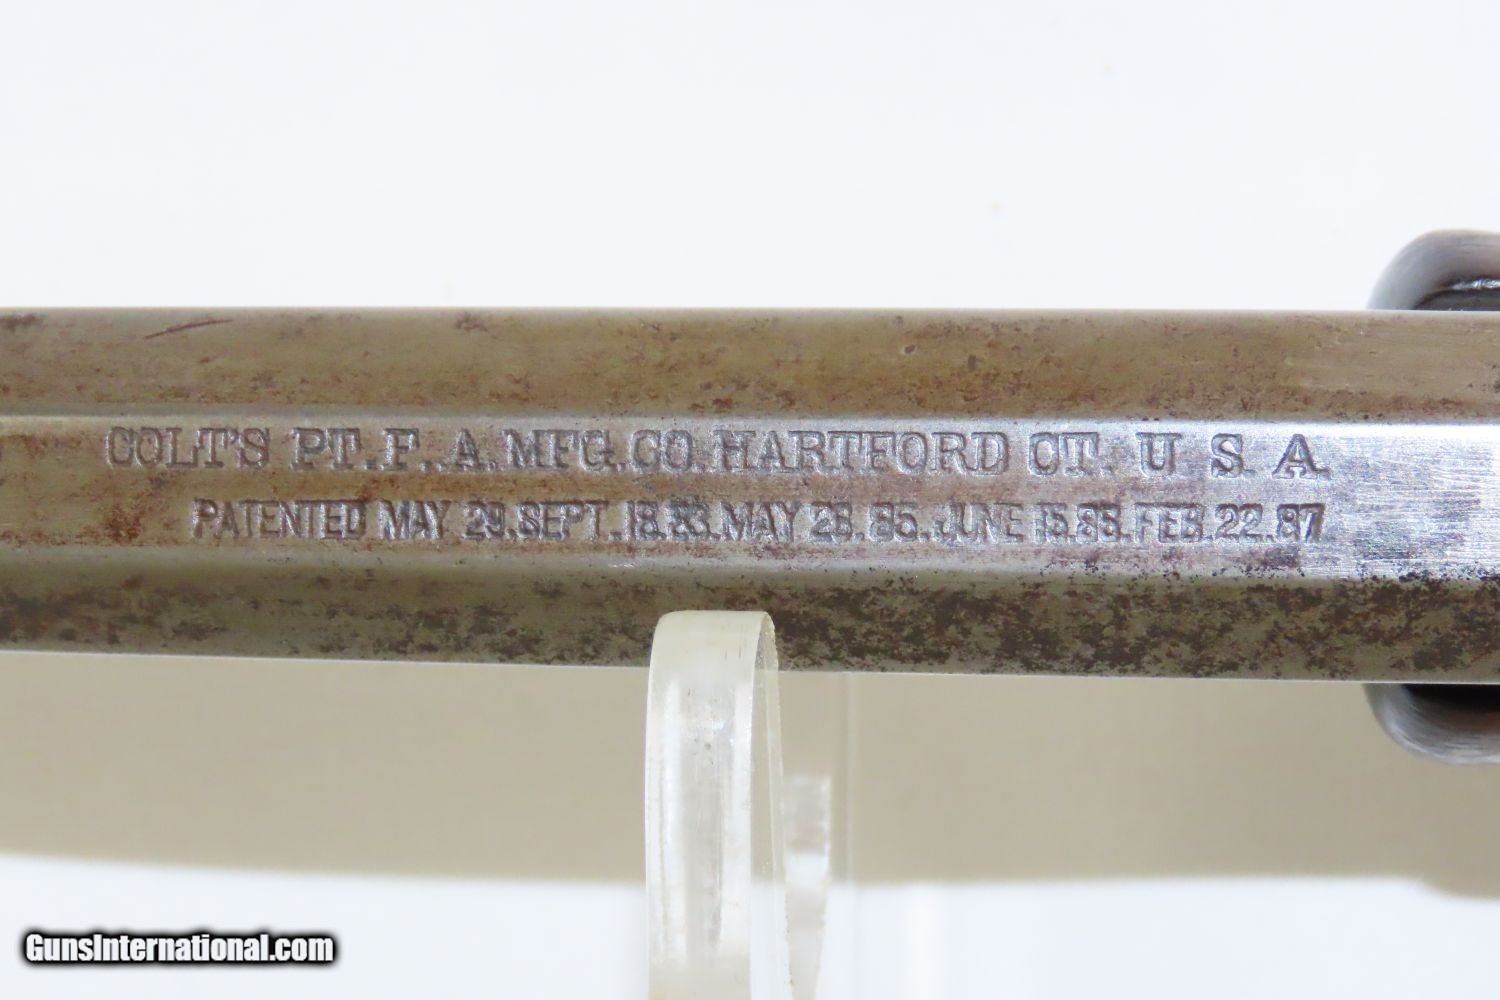 COLT'S PT.F.A.MFG.CO.HARTFORD CT. U S. A.
PATENTED MAY 29.SEPT.18.83.MAY 26.85.JUNE 15.86.FEB.22.87
GunsInternational.com